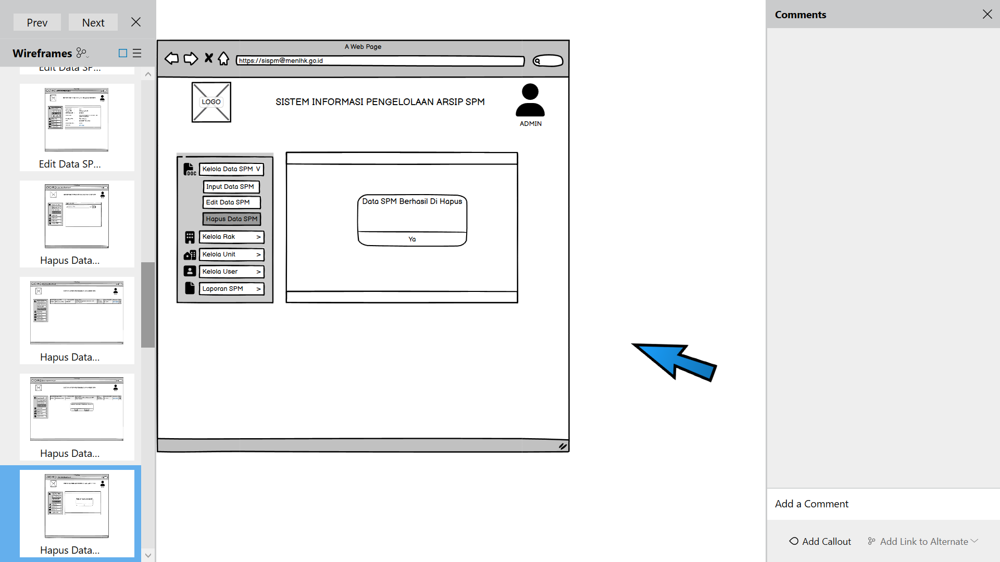 Prev
Next
Wireframes
Edit Data SP...
Edit Data SP...
Hapus Data...
Hapus Data...
Hapus Data...
Hapus Data...
A Web Page
https://sispm@menlhk.go.id
LOGO
SISTEM INFORMASI PENGELOLAAN ARSIP SPM
ADMIN
DOC
Kelola Data SPM V
Input Data SPM
Edit Data SPM
Hapus Data SPM
Kelola Rak >
Kelola Unit >
Kelola User >
Laporan SPM >
Data SPM Berhasil Di Hapus
Ya
Comments
Add a Comment
Add Callout
Add Link to Alternate